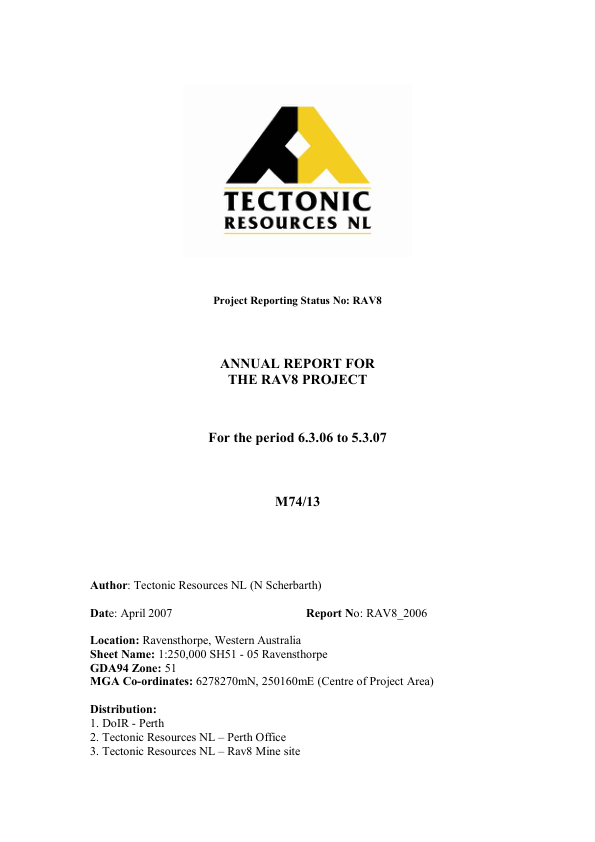 TECTONIC
RESOURCES NL
Project Reporting Status No: RAV8
ANNUAL REPORT FOR
THE RAV8 PROJECT
For the period 6.3.06 to 5.3.07
M74/13
Author: Tectonic Resources NL (N Scherbarth)
Date: April 2007 Report No: RAV8_2006
Location: Ravensthorpe, Western Australia
Sheet Name: 1:250,000 SH51 - 05 Ravensthorpe
GDA94 Zone: 51
MGA Co-ordinates: 6278270mN, 250160mE (Centre of Project Area)
Distribution:
1. DoIR - Perth
2. Tectonic Resources NL – Perth Office
3. Tectonic Resources NL – Rav8 Mine site